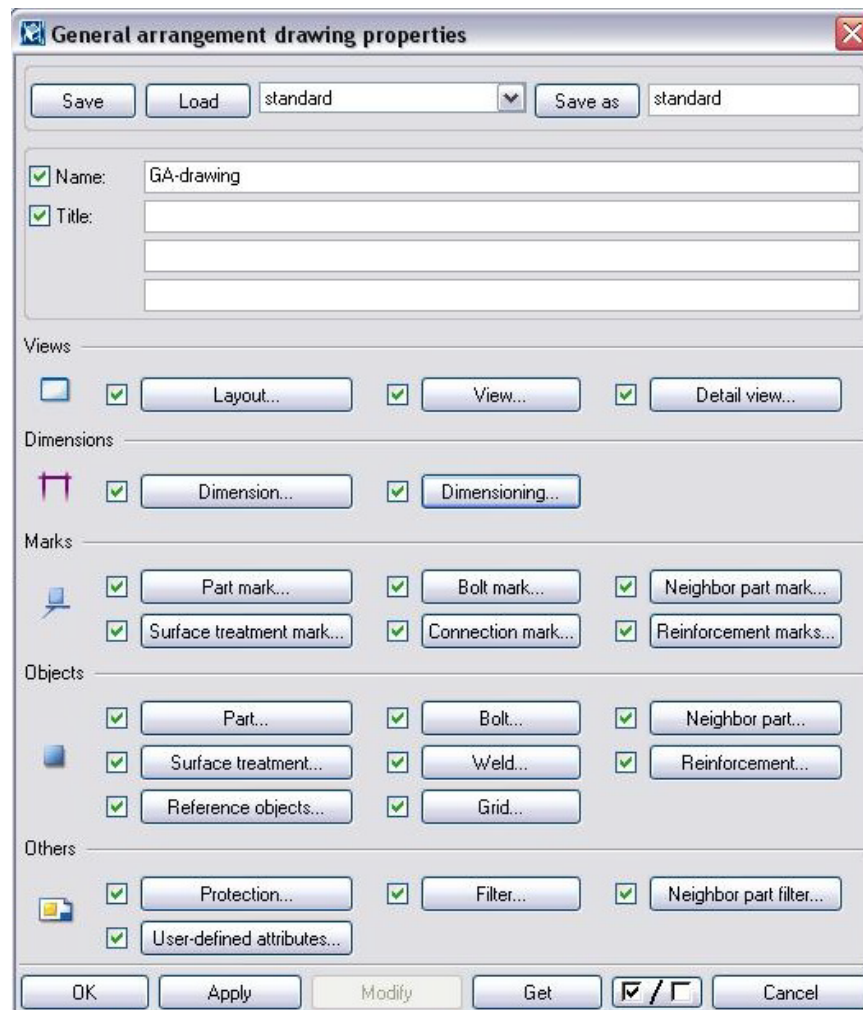 General arrangement drawing properties
Save Load standard Save as standard
Name: GA-drawing
Title:
Views
Layout... View... Detail view...
Dimensions
Dimension... Dimensioning...
Marks
Part mark... Bolt mark... Neighbor part mark...
Surface treatment mark... Connection mark... Reinforcement marks...
Objects
Part... Bolt... Neighbor part...
Surface treatment... Weld... Reinforcement...
Reference objects... Grid...
Others
Protection... Filter... Neighbor part filter...
User-defined attributes...
OK Apply Modify Get / Cancel